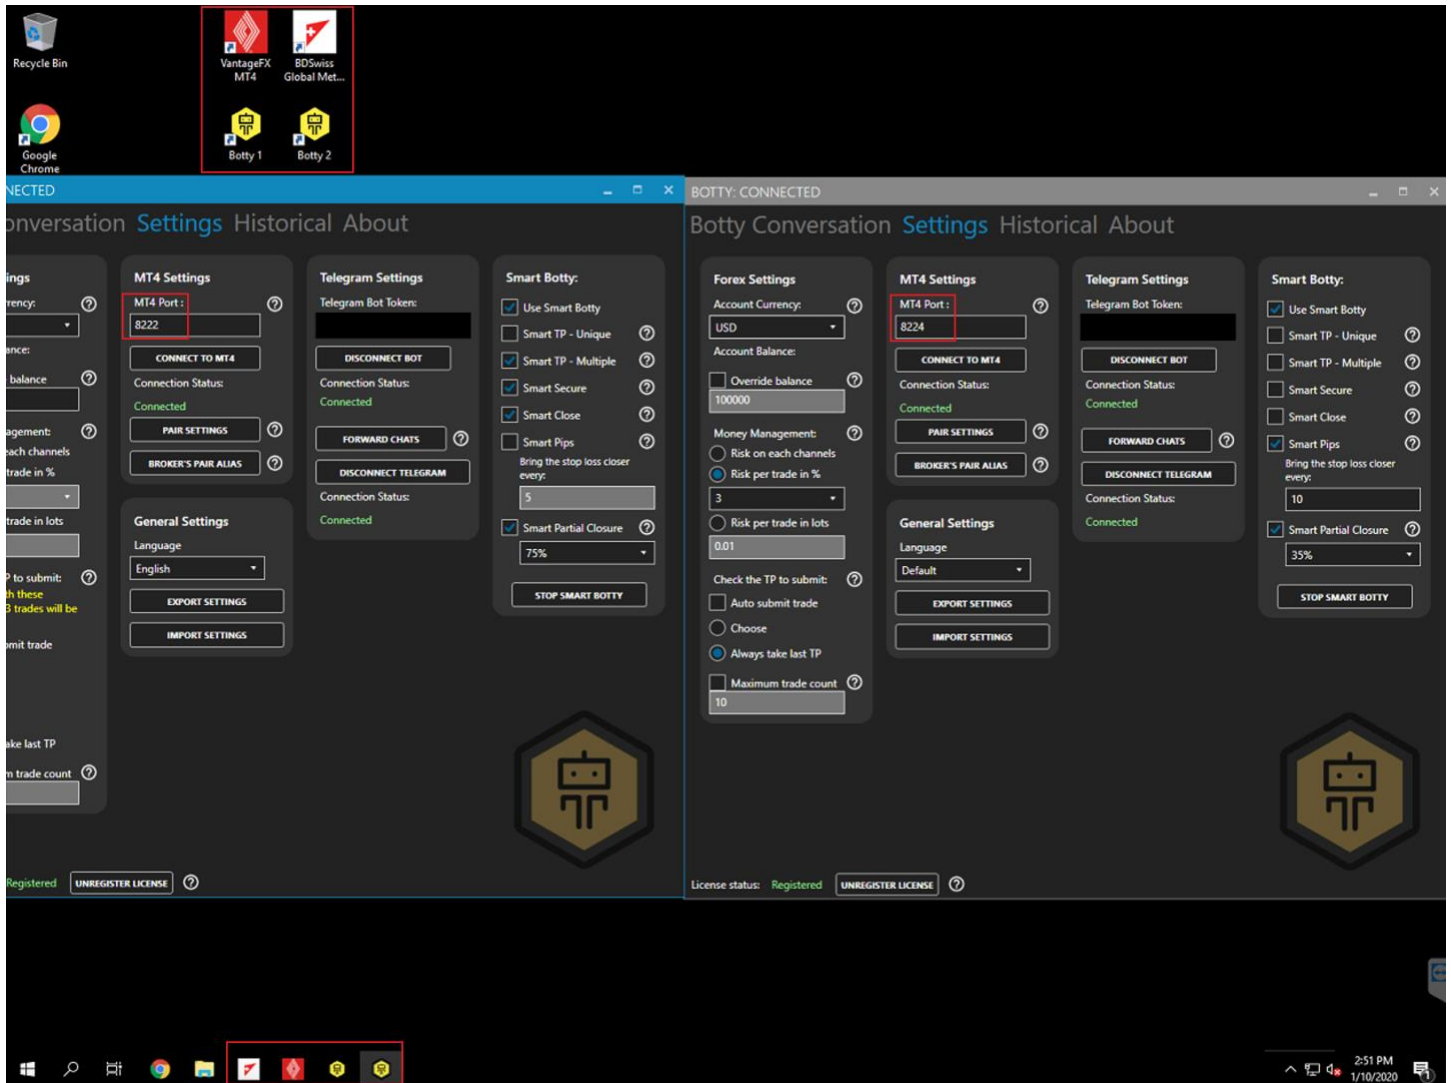 Recycle Bin
VantageFX
MT4
BDSwiss
Global Met...
Google
Chrome
Botty 1
Botty 2
NECTED
onversation Settings Historical About
ings
rency:
ance:
balance
agement:
each channels
trade in %
trade in lots
P to submit:
th these
3 trades will be
omit trade
ake last TP
m trade count
MT4 Settings
MT4 Port :
8222
CONNECT TO MT4
Connection Status:
Connected
PAIR SETTINGS
BROKER'S PAIR ALIAS
General Settings
Language
English
EXPORT SETTINGS
IMPORT SETTINGS
Telegram Settings
Telegram Bot Token:
DISCONNECT BOT
Connection Status:
Connected
FORWARD CHATS
DISCONNECT TELEGRAM
Connection Status:
Connected
Smart Botty:
Use Smart Botty
Smart TP - Unique
Smart TP - Multiple
Smart Secure
Smart Close
Smart Pips
Bring the stop loss closer
every:
5
Smart Partial Closure
75%
STOP SMART BOTTY
Registered
UNREGISTER LICENSE
BOTTY: CONNECTED
Botty Conversation Settings Historical About
Forex Settings
Account Currency:
USD
Account Balance:
Override balance
100000
Money Management:
Risk on each channels
Risk per trade in %
3
Risk per trade in lots
0.01
Check the TP to submit:
Auto submit trade
Choose
Always take last TP
Maximum trade count
10
MT4 Settings
MT4 Port :
8224
CONNECT TO MT4
Connection Status:
Connected
PAIR SETTINGS
BROKER'S PAIR ALIAS
General Settings
Language
Default
EXPORT SETTINGS
IMPORT SETTINGS
Telegram Settings
Telegram Bot Token:
DISCONNECT BOT
Connection Status:
Connected
FORWARD CHATS
DISCONNECT TELEGRAM
Connection Status:
Connected
Smart Botty:
Use Smart Botty
Smart TP - Unique
Smart TP - Multiple
Smart Secure
Smart Close
Smart Pips
Bring the stop loss closer
every:
10
Smart Partial Closure
35%
STOP SMART BOTTY
License status: Registered
UNREGISTER LICENSE
2:51 PM
1/10/2020
1